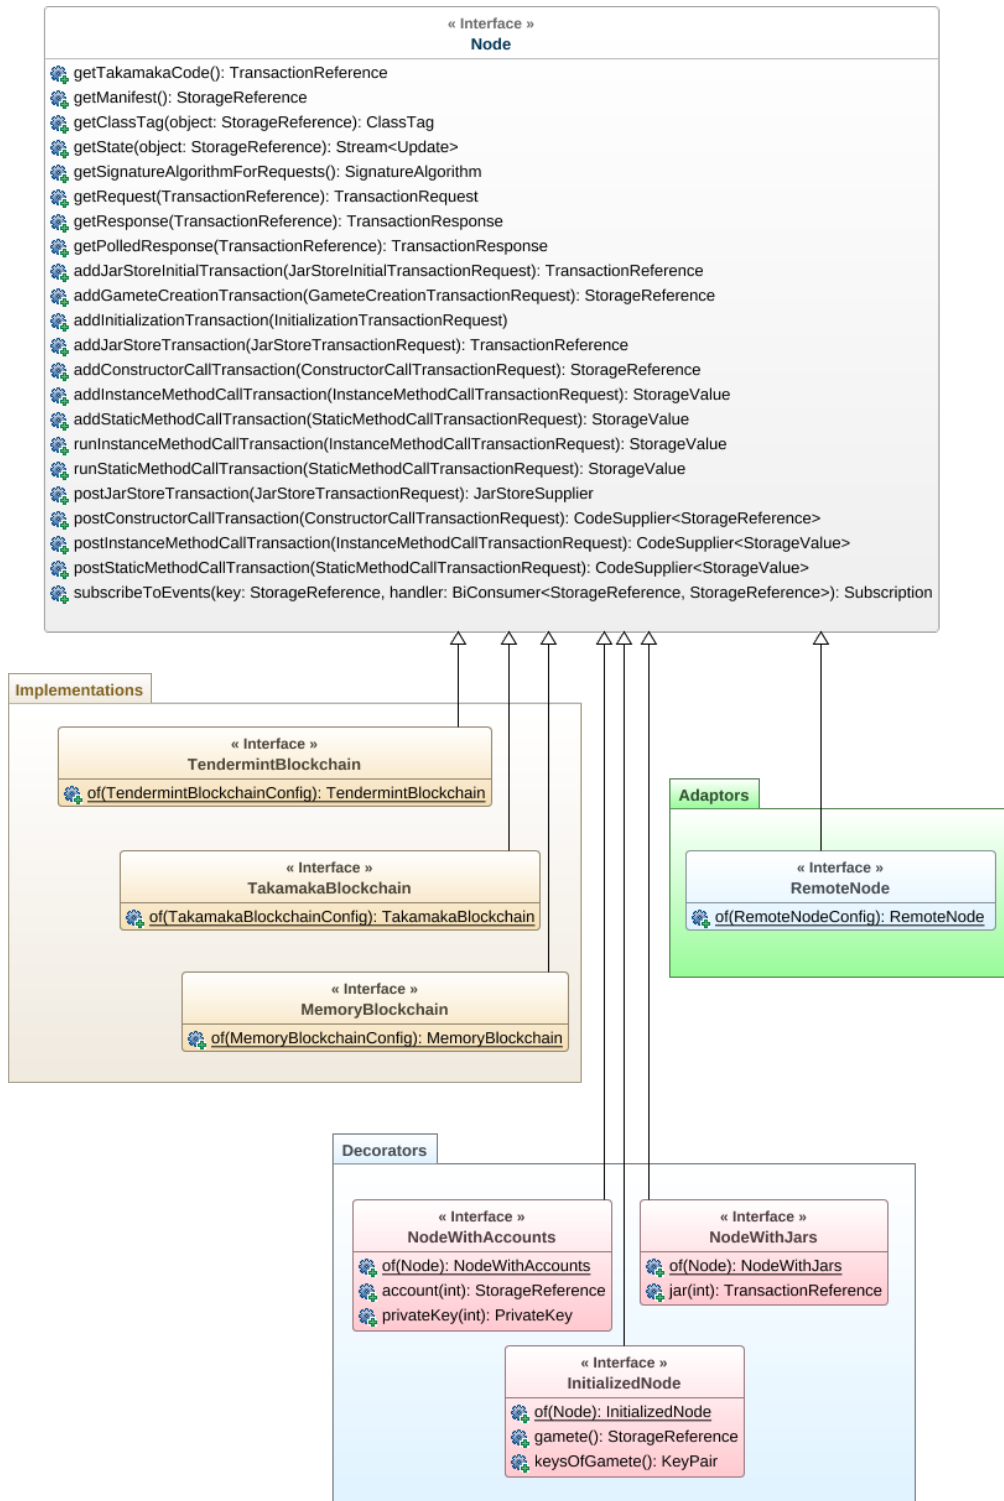 « Interface »
Node
getTakamakaCode(): TransactionReference
getManifest(): StorageReference
getClassTag(object: StorageReference): ClassTag
getState(object: StorageReference): Stream<Update>
getSignatureAlgorithmForRequests(): SignatureAlgorithm
getRequest(TransactionReference): TransactionRequest
getResponse(TransactionReference): TransactionResponse
getPolledResponse(TransactionReference): TransactionResponse
addJarStoreInitialTransaction(JarStoreInitialTransactionRequest): TransactionReference
addGameteCreationTransaction(GameteCreationTransactionRequest): StorageReference
addInitializationTransaction(InitializationTransactionRequest)
addJarStoreTransaction(JarStoreTransactionRequest): TransactionReference
addConstructorCallTransaction(ConstructorCallTransactionRequest): StorageReference
addInstanceMethodCallTransaction(InstanceMethodCallTransactionRequest): StorageValue
addStaticMethodCallTransaction(StaticMethodCallTransactionRequest): StorageValue
runInstanceMethodCallTransaction(InstanceMethodCallTransactionRequest): StorageValue
runStaticMethodCallTransaction(StaticMethodCallTransactionRequest): StorageValue
postJarStoreTransaction(JarStoreTransactionRequest): JarStoreSupplier
postConstructorCallTransaction(ConstructorCallTransactionRequest): CodeSupplier<StorageReference>
postInstanceMethodCallTransaction(InstanceMethodCallTransactionRequest): CodeSupplier<StorageValue>
postStaticMethodCallTransaction(StaticMethodCallTransactionRequest): CodeSupplier<StorageValue>
subscribeToEvents(key: StorageReference, handler: BiConsumer<StorageReference, StorageReference>): Subscription
Implementations
« Interface »
TendermintBlockchain
of(TendermintBlockchainConfig): TendermintBlockchain
« Interface »
TakamakaBlockchain
of(TakamakaBlockchainConfig): TakamakaBlockchain
« Interface »
MemoryBlockchain
of(MemoryBlockchainConfig): MemoryBlockchain
Adaptors
« Interface »
RemoteNode
of(RemoteNodeConfig): RemoteNode
Decorators
« Interface »
NodeWithAccounts
of(Node): NodeWithAccounts
account(int): StorageReference
privateKey(int): PrivateKey
« Interface »
NodeWithJars
of(Node): NodeWithJars
jar(int): TransactionReference
« Interface »
InitializedNode
of(Node): InitializedNode
gamete(): StorageReference
keysOfGamete(): KeyPair